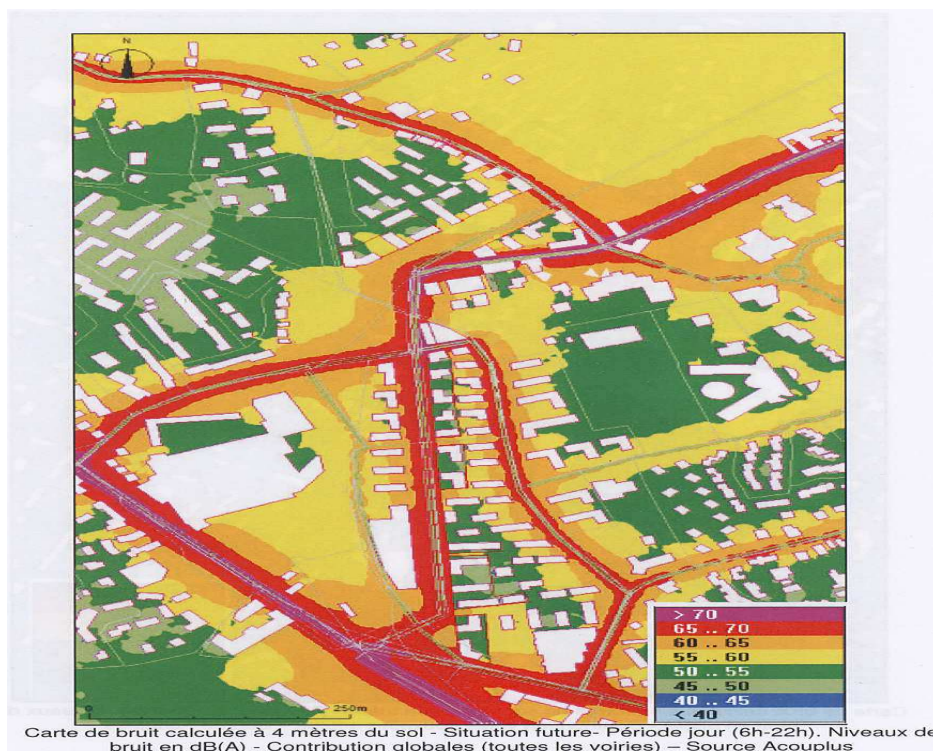 N
> 70
65 .. 70
60 .. 65
55 .. 60
50 .. 55
45 .. 50
40 .. 45
< 40
0 250m
Carte de bruit calculée à 4 mètres du sol - Situation future- Période jour (6h-22h). Niveaux de
bruit en dB(A) - Contribution globales (toutes les voiries) – Source Acouplus